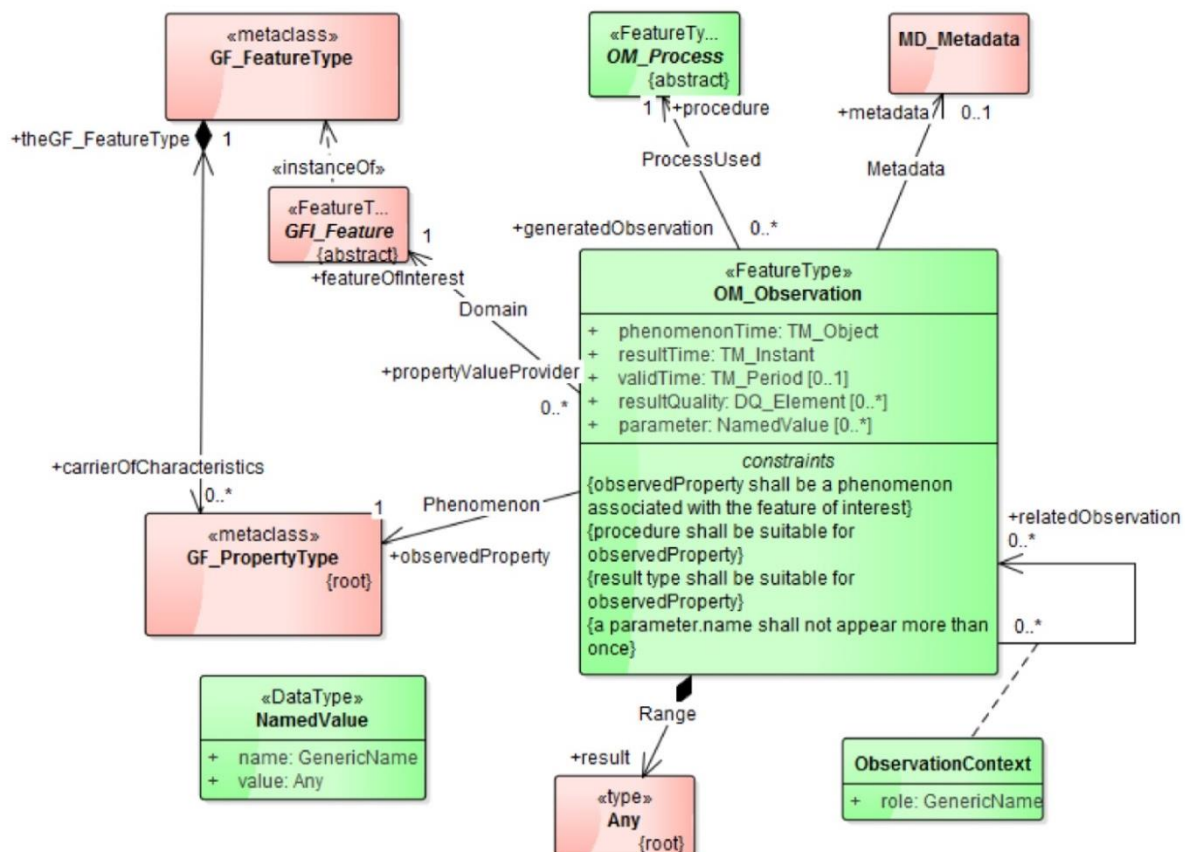 «metaclass»
GF_FeatureType
«FeatureTy...
OM_Process
{abstract}
MD_Metadata
+theGF_FeatureType 1
1 +procedure
+metadata 0..1
«instanceOf»
ProcessUsed
Metadata
«FeatureT...
GFI_Feature
{abstract}
1
+featureOfInterest
+generatedObservation 0..*
Domain
+propertyValueProvider
0..*
«FeatureType»
OM_Observation
+ phenomenonTime: TM_Object
+ resultTime: TM_Instant
+ validTime: TM_Period [0..1]
+ resultQuality: DQ_Element [0..*]
+ parameter: NamedValue [0..*]
constraints
{observedProperty shall be a phenomenon
associated with the feature of interest}
{procedure shall be suitable for
observedProperty}
{result type shall be suitable for
observedProperty}
{a parameter.name shall not appear more than
once}
+carrierOfCharacteristics
0..*
Phenomenon
1
+observedProperty
«metaclass»
GF_PropertyType
{root}
+relatedObservation
0..*
0..*
«DataType»
NamedValue
+ name: GenericName
+ value: Any
Range
+result
«type»
Any
{root}
ObservationContext
+ role: GenericName